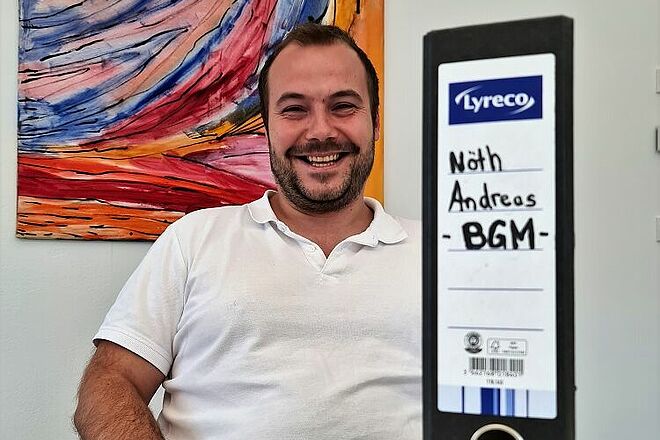 Lyreco
Nöth
Andreas
- BGM -